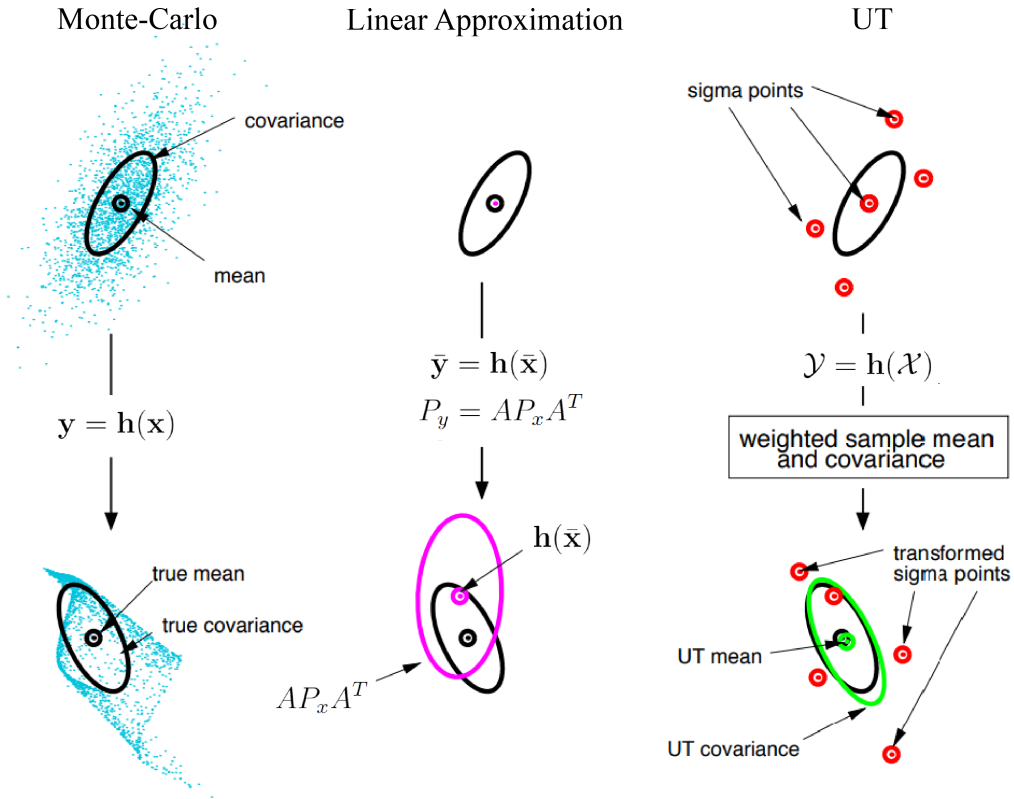 Monte-Carlo
Linear Approximation
UT
covariance
mean
sigma points
y = h(x)
ȳ = h(x̄)
P_y = AP_xA^T
𝒴 = h(𝒳)
weighted sample mean
and covariance
true mean
true covariance
h(x̄)
AP_xA^T
transformed
sigma points
UT mean
UT covariance